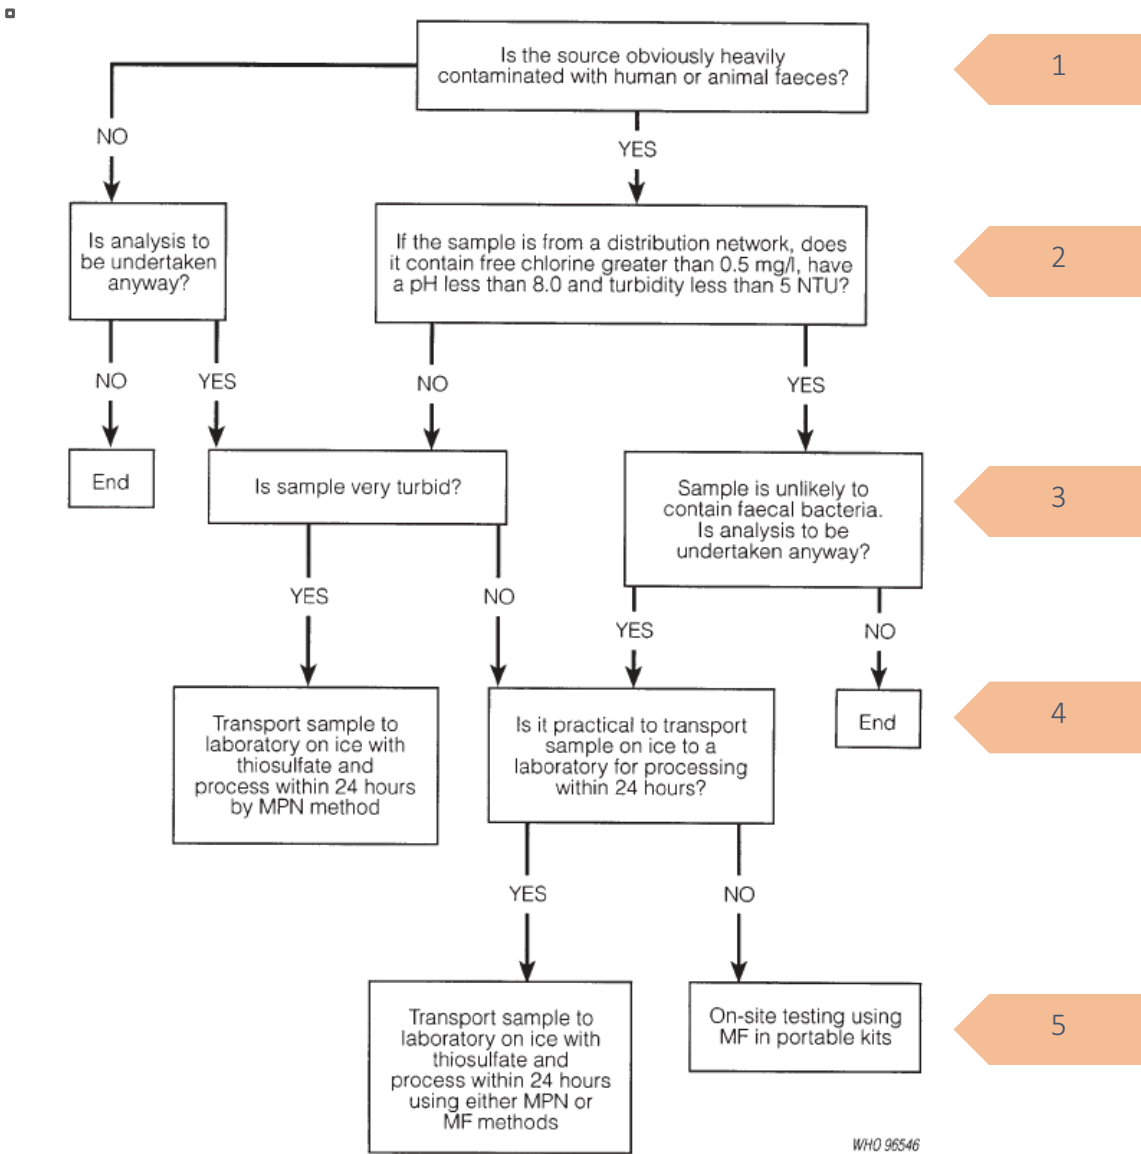 Is the source obviously heavily
contaminated with human or animal faeces?
1
NO
YES
Is analysis to
be undertaken
anyway?
If the sample is from a distribution network, does
it contain free chlorine greater than 0.5 mg/l, have
a pH less than 8.0 and turbidity less than 5 NTU?
2
NO
YES
NO
YES
End
Is sample very turbid?
Sample is unlikely to
contain faecal bacteria.
Is analysis to be
undertaken anyway?
3
YES
NO
YES
NO
Transport sample to
laboratory on ice with
thiosulfate and
process within 24 hours
by MPN method
Is it practical to transport
sample on ice to a
laboratory for processing
within 24 hours?
End
4
YES
NO
Transport sample to
laboratory on ice with
thiosulfate and
process within 24 hours
using either MPN or
MF methods
On-site testing using
MF in portable kits
5
WHO 96546